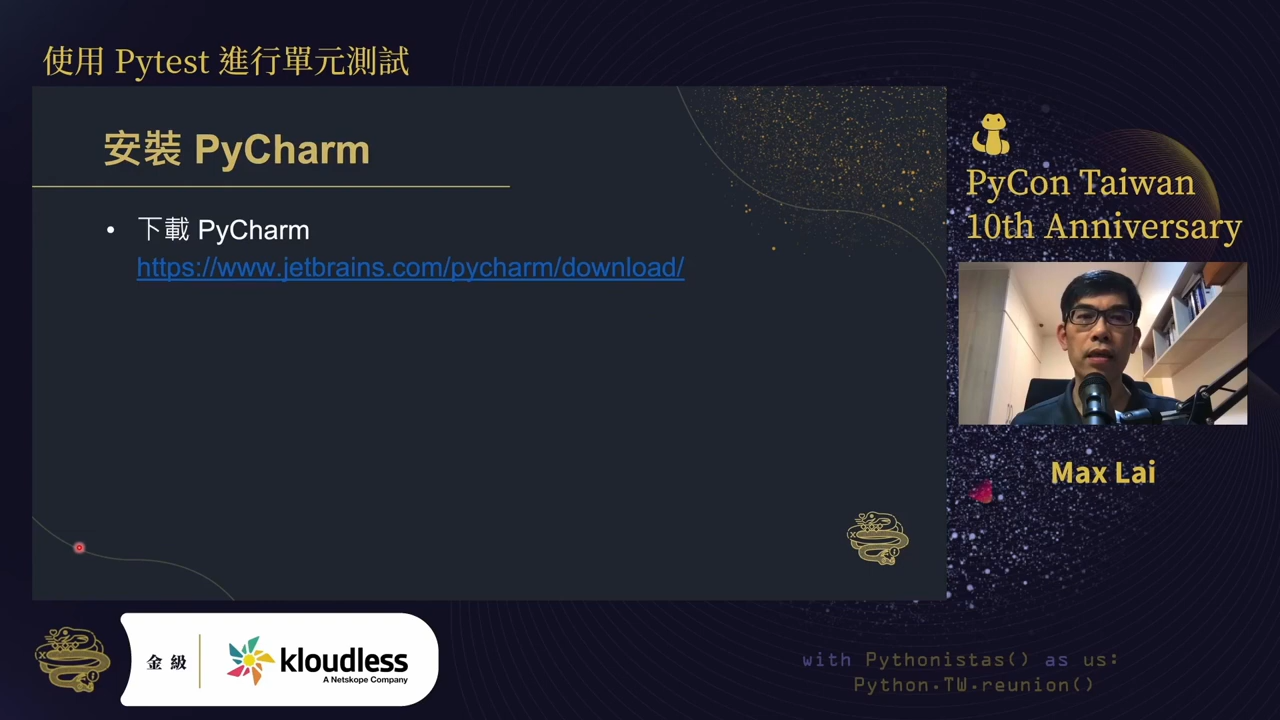 使用 Pytest 進行單元測試
安裝 PyCharm
• 下載 PyCharm
https://www.jetbrains.com/pycharm/download/
PyCon Taiwan
10th Anniversary
Max Lai
金級
kloudless
A Netskope Company
with Pythonistas() as us:
Python.TW.reunion()